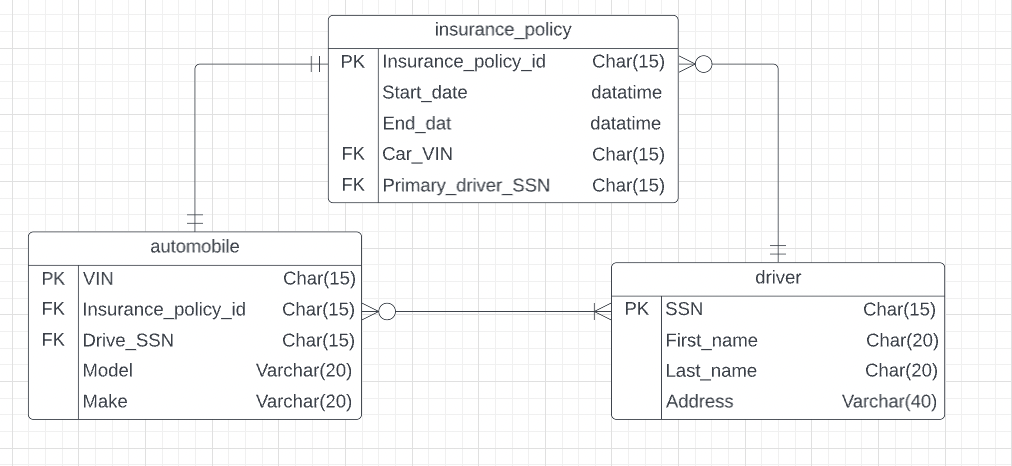 insurance_policy
PK Insurance_policy_id Char(15)
Start_date datatime
End_dat datatime
FK Car_VIN Char(15)
FK Primary_driver_SSN Char(15)
automobile
PK VIN Char(15)
FK Insurance_policy_id Char(15)
FK Drive_SSN Char(15)
Model Varchar(20)
Make Varchar(20)
driver
PK SSN Char(15)
First_name Char(20)
Last_name Char(20)
Address Varchar(40)